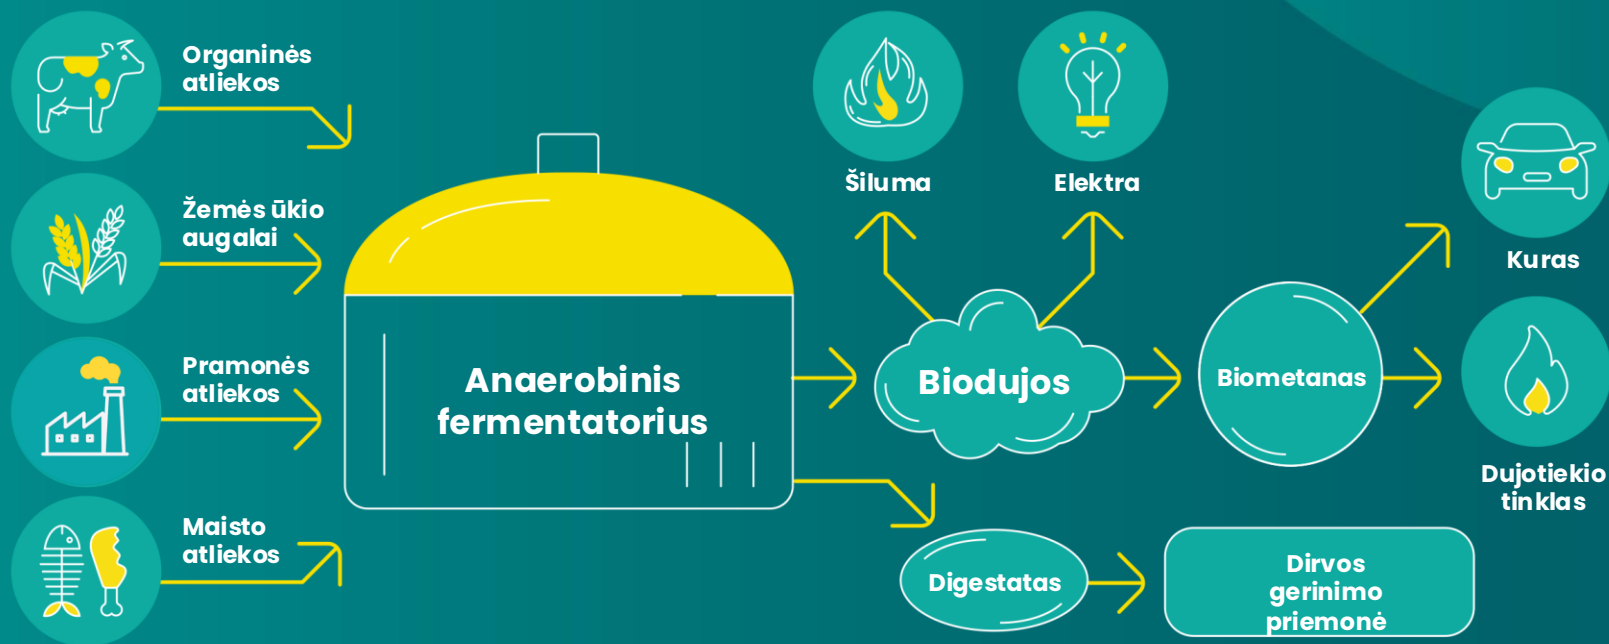 Organinės
atliekos
Žemės ūkio
augalai
Pramonės
atliekos
Maisto
atliekos
Anaerobinis
fermentatorius
Šiluma
Elektra
Biodujos
Biometanas
Kuras
Dujotiekio
tinklas
Digestatas
Dirvos
gerinimo
priemonė